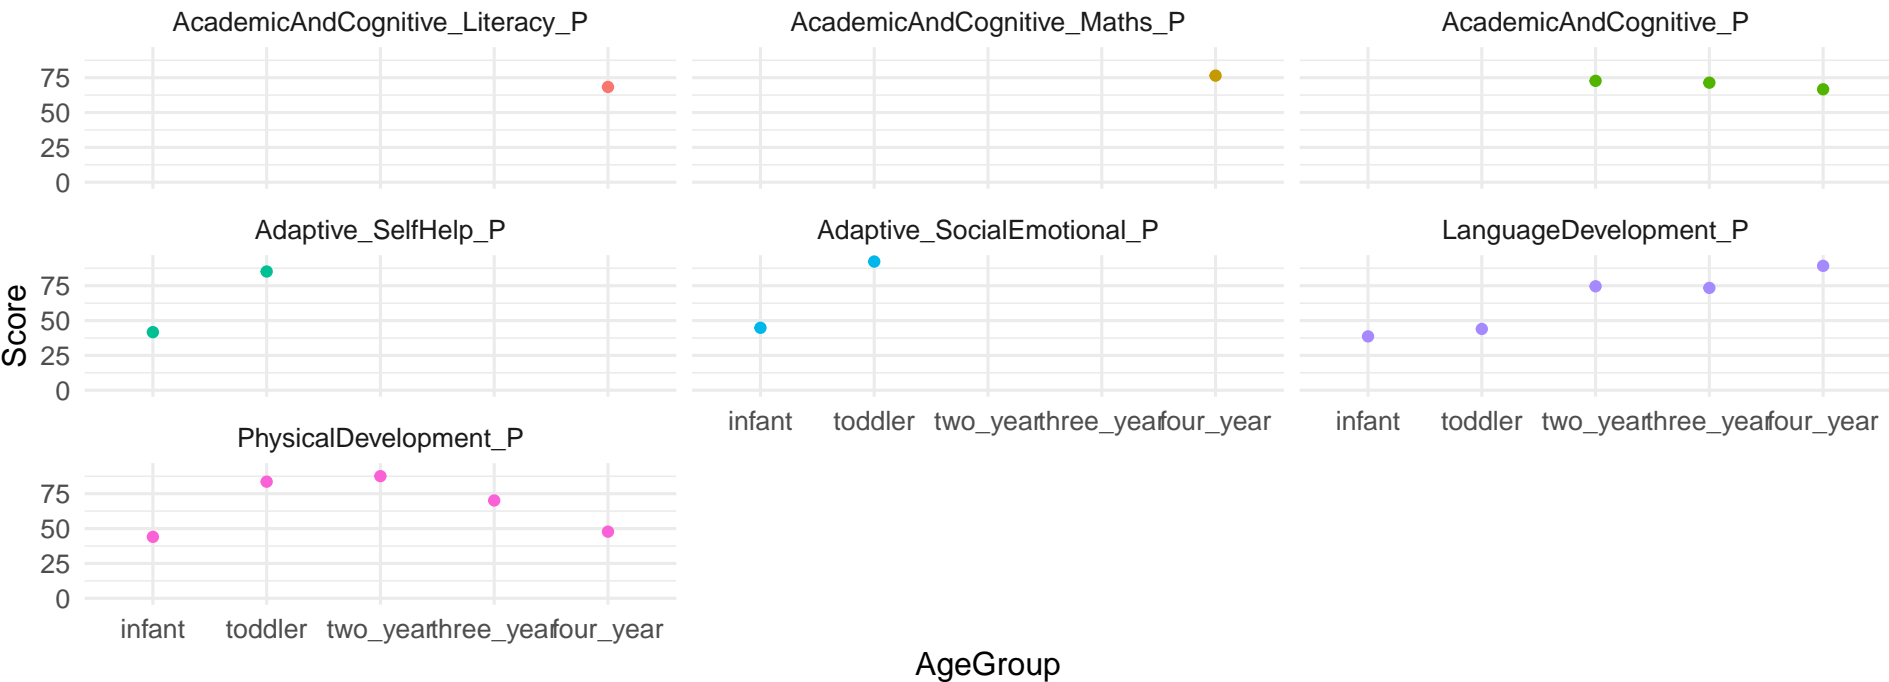 AcademicAndCognitive_Literacy_P
AcademicAndCognitive_Maths_P
AcademicAndCognitive_P
75
50
25
0
Adaptive_SelfHelp_P
Adaptive_SocialEmotional_P
LanguageDevelopment_P
Score
75
50
25
0
infant toddler two_year three_year four_year
infant toddler two_year three_year four_year
PhysicalDevelopment_P
75
50
25
0
infant toddler two_year three_year four_year
AgeGroup